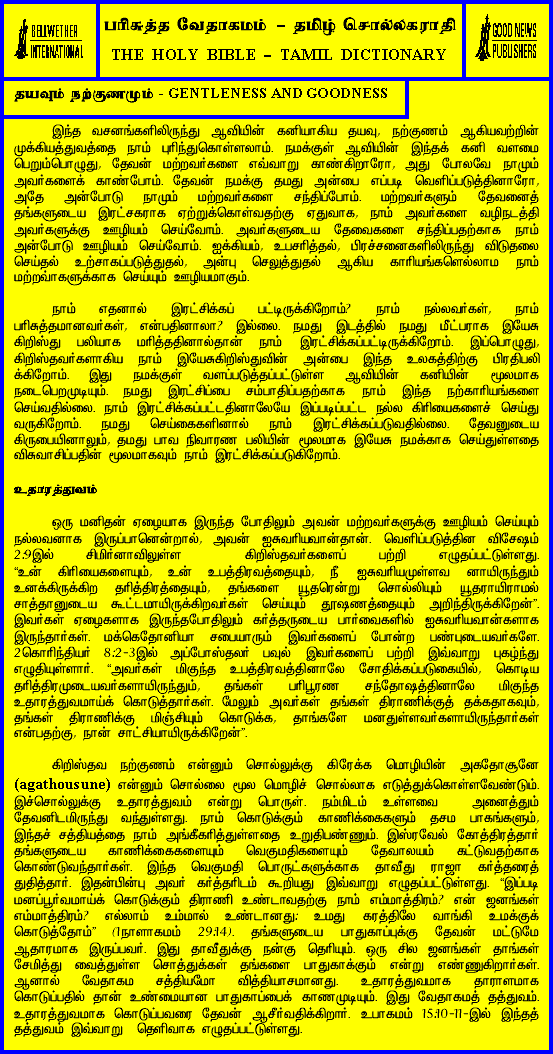 BELLWETHER
INTERNATIONAL
பரிசுத்த வேதாகமம் – தமிழ் சொல்லகராதி
THE HOLY BIBLE – TAMIL DICTIONARY
GOOD NEWS
PUBLISHERS
தயவும் நற்குணமும் - GENTLENESS AND GOODNESS
இந்த வசனங்களிலிருந்து ஆவியின் கனியாகிய தயவு, நற்குணம் ஆகியவற்றின்
முக்கியத்துவத்தை நாம் புரிந்துகொள்ளலாம். நமக்குள் ஆவியின் இந்தக் கனி வளமை
பெறும்பொழுது, தேவன் மற்றவர்களை எவ்வாறு காண்கிறாரோ, அது போலவே நாமும்
அவர்களைக் காண்போம். தேவன் நமக்கு தமது அன்பை எப்படி வெளிப்படுத்தினாரோ,
அதே அன்போடு நாமும் மற்றவர்களை சந்திப்போம். மற்றவர்களும் தேவனைத்
தங்களுடைய இரட்சகராக ஏற்றுக்கொள்வதற்கு ஏதுவாக, நாம் அவர்களை வழிநடத்தி
அவர்களுக்கு ஊழியம் செய்வோம். அவர்களுடைய தேவைகளை சந்திப்பதற்காக நாம்
அன்போடு ஊழியம் செய்வோம். ஐக்கியம், உபசரித்தல், பிரச்சனைகளிலிருந்து விடுதலை
செய்தல் உற்சாகப்படுத்துதல், அன்பு செலுத்துதல் ஆகிய காரியங்களெல்லாம நாம்
மற்றவர்களுக்காக செய்யும் ஊழியமாகும்.
நாம் எதனால் இரட்சிக்கப் பட்டிருக்கிறோம்? நாம் நல்லவர்கள், நாம்
பரிசுத்தமானவர்கள், என்பதினாலா? இல்லை. நமது இடத்தில் நமது மீட்பராக இயேசு
கிறிஸ்து பலியாக மரித்ததினால்தான் நாம் இரட்சிக்கப்பட்டிருக்கிறோம். இப்பொழுது,
கிறிஸ்தவர்களாகிய நாம் இயேசுகிறிஸ்துவின் அன்பை இந்த உலகத்திற்கு பிரதிபலி
க்கிறோம். இது நமக்குள் வளப்படுத்தப்பட்டுள்ள ஆவியின் கனியின் மூலமாக
நடைபெறமுடியும். நமது இரட்சிப்பை சம்பாதிப்பதற்காக நாம் இந்த நற்காரியங்களை
செய்வதில்லை. நாம் இரட்சிக்கப்பட்டதினாலேயே இப்படிப்பட்ட நல்ல கிரியைகளைச் செய்து
வருகிறோம். நமது செய்கைகளினால் நாம் இரட்சிக்கப்படுவதில்லை. தேவனுடைய
கிருபையினாலும், தமது பாவ நிவாரண பலியின் மூலமாக இயேசு நமக்காக செய்துள்ளதை
விசுவாசிப்பதின் மூலமாகவும் நாம் இரட்சிக்கப்படுகிறோம்.
உதாரத்துவம்
ஒரு மனிதன் ஏழையாக இருந்த போதிலும் அவன் மற்றவர்களுக்கு ஊழியம் செய்யும்
நல்லவனாக இருப்பானென்றால், அவன் ஐசுவரியவான்தான். வெளிப்படுத்தின விசேஷம்
2:9இல் சிமிர்னாவிலுள்ள கிறிஸ்தவர்களைப் பற்றி எழுதப்பட்டுள்ளது.
“உன் கிரியைகளையும், உன் உபத்திரவத்தையும், நீ ஐசுவரியமுள்ளவ னாயிருந்தும்
உனக்கிருக்கிற தரித்திரத்தையும், தங்களை யூதரென்று சொல்லியும் யூதராயிராமல்
சாத்தானுடைய கூட்டமாயிருக்கிறவர்கள் செய்யும் தூஷணத்தையும் அறிந்திருக்கிறேன்”.
இவர்கள் ஏழைகளாக இருந்தபோதிலும் கர்த்தருடைய பார்வைகளில் ஐசுவரியவான்களாக
இருந்தார்கள். மக்கெதோனியா சபையாரும் இவர்களைப் போன்ற பண்புடையவர்களே.
2கொரிந்தியர் 8:2-3இல் அப்போஸ்தலர் பவுல் இவர்களைப் பற்றி இவ்வாறு புகழ்ந்து
எழுதியுள்ளார். “அவர்கள் மிகுந்த உபத்திரவத்தினாலே சோதிக்கப்படுகையில், கொடிய
தரித்திரமுடையவர்களாயிருந்தும், தங்கள் பரிபூரண சந்தோஷத்தினாலே மிகுந்த
உதாரத்துவமாய்க் கொடுத்தார்கள். மேலும் அவர்கள் தங்கள் திராணிக்குத் தக்கதாகவும்,
தங்கள் திராணிக்கு மிஞ்சியும் கொடுக்க, தாங்களே மனதுள்ளவர்களாயிருந்தார்கள்
என்பதற்கு, நான் சாட்சியாயிருக்கிறேன்”.
கிறிஸ்தவ நற்குணம் என்னும் சொல்லுக்கு கிரேக்க மொழியின் அகதோசூனே
(agathousune) என்னும் சொல்லை மூல மொழிச் சொல்லாக எடுத்துக்கொள்ளவேண்டும்.
இச்சொல்லுக்கு உதாரத்துவம் என்று பொருள். நம்மிடம் உள்ளவை அனைத்தும்
தேவனிடமிருந்து வந்துள்ளது. நாம் கொடுக்கும் காணிக்கைகளும் தசம பாகங்களும்,
இந்தச் சத்தியத்தை நாம் அங்கீகரித்துள்ளதை உறுதிபண்ணும். இஸ்ரவேல் கோத்திரத்தார்
தங்களுடைய காணிக்கைகளையும் வெகுமதிகளையும் தேவாலயம் கட்டுவதற்காக
கொண்டுவந்தார்கள். இந்த வெகுமதி பொருட்களுக்காக தாவீது ராஜா கர்த்தரைத்
துதித்தார். இதன்பின்பு அவர் கர்த்தரிடம் கூறியது இவ்வாறு எழுதப்பட்டுள்ளது. “இப்படி
மனப்பூர்வமாய்க் கொடுக்கும் திராணி உண்டாவதற்கு நாம் எம்மாத்திரம்? என் ஜனங்கள்
எம்மாத்திரம்? எல்லாம் உம்மால் உண்டானது; உமது கரத்திலே வாங்கி உமக்குக்
கொடுத்தோம்” (1நாளாகமம் 29:14). தங்களுடைய பாதுகாப்புக்கு தேவன் மட்டுமே
ஆதாரமாக இருப்பவர். இது தாவீதுக்கு நன்கு தெரியும். ஒரு சில ஜனங்கள் தாங்கள்
சேமித்து வைத்துள்ள சொத்துக்கள் தங்களை பாதுகாக்கும் என்று எண்ணுகிறார்கள்.
ஆனால் வேதாகம சத்தியமோ வித்தியாசமானது. உதாரத்துவமாக தாராளமாக
கொடுப்பதில் தான் உண்மையான பாதுகாப்பைக் காணமுடியும். இது வேதாகமத் தத்துவம்.
உதாரத்துவமாக கொடுப்பவரை தேவன் ஆசீர்வதிக்கிறார். உபாகமம் 15:10-11-இல் இந்தத்
தத்துவம் இவ்வாறு தெளிவாக எழுதப்பட்டுள்ளது.